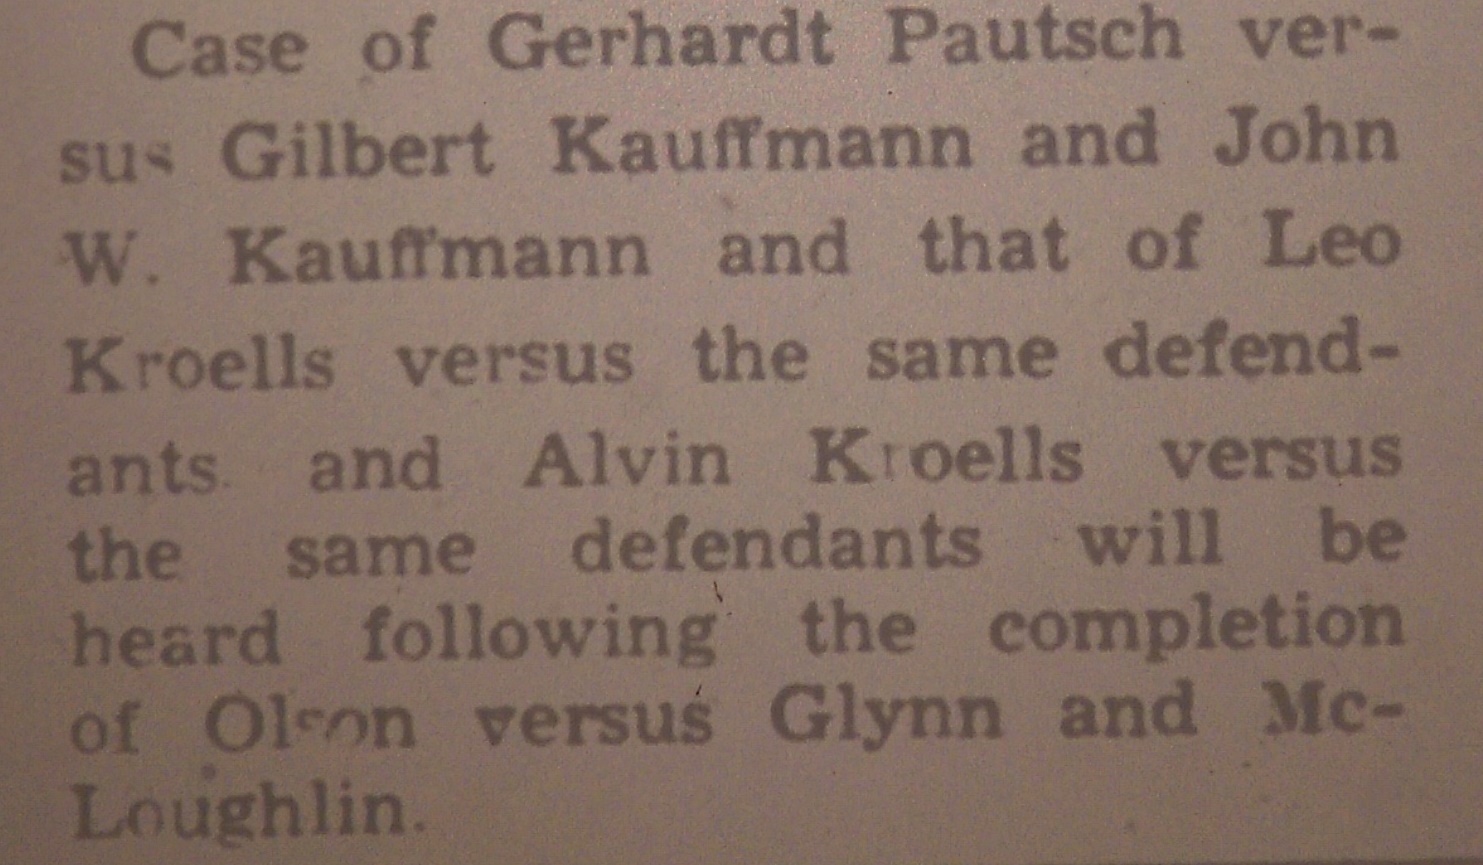 Case of Gerhardt Pautsch ver-
sus Gilbert Kauffmann and John
W. Kauffmann and that of Leo
Kroells versus the same defend-
ants and Alvin Kroells versus
the same defendants will be
heard following the completion
of Olson versus Glynn and Mc-
Loughlin.